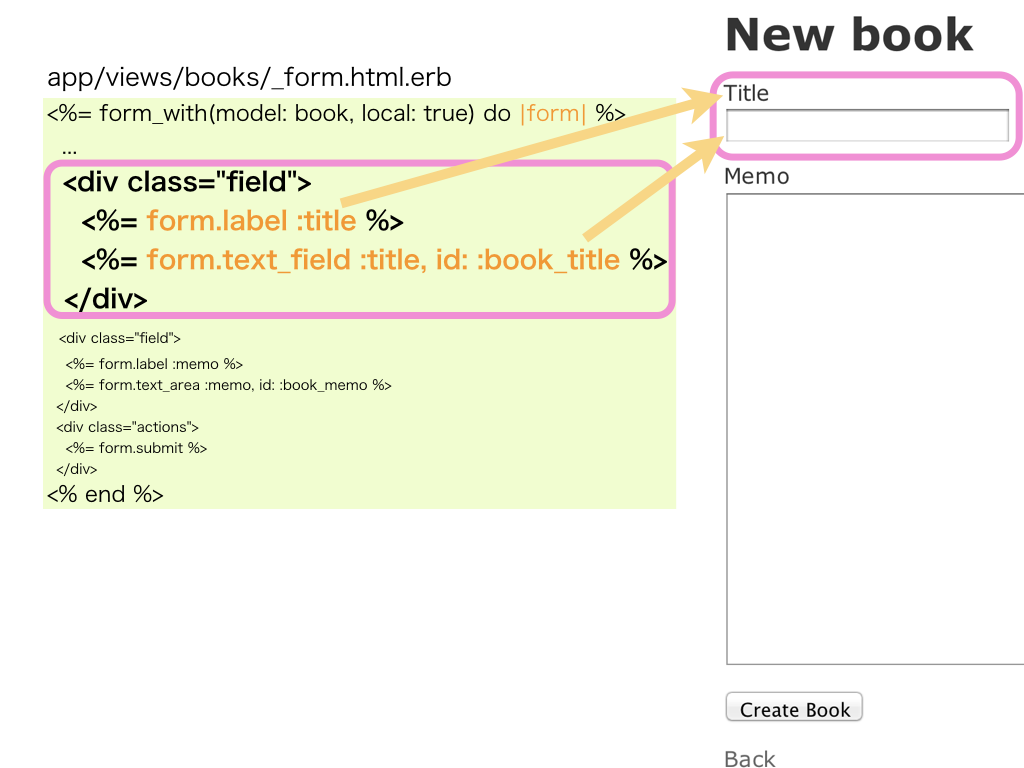 app/views/books/_form.html.erb
<%= form_with(model: book, local: true) do |form| %>
...
<div class="field">
<%= form.label :title %>
<%= form.text_field :title, id: :book_title %>
</div>
<div class="field">
<%= form.label :memo %>
<%= form.text_area :memo, id: :book_memo %>
</div>
<div class="actions">
<%= form.submit %>
</div>
<% end %>
New book
Title
Memo
Create Book
Back